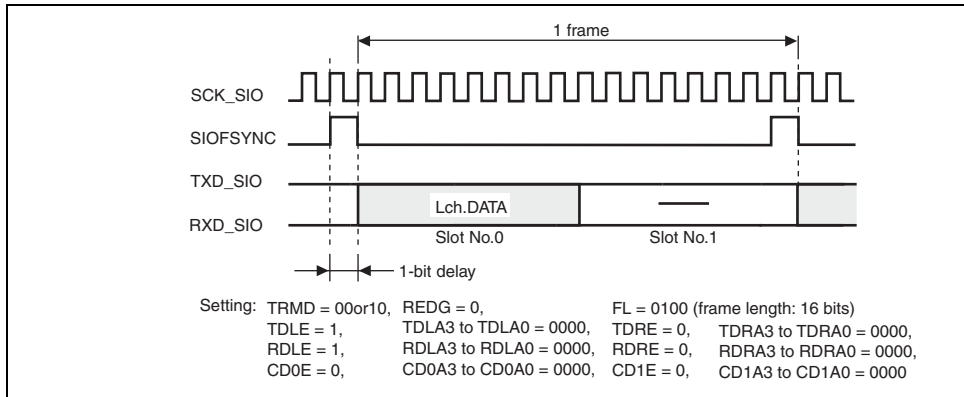 1 frame
SCK_SIO
SIOFSYNC
TXD_SIO
Lch.DATA
RXD_SIO
Slot No.0 Slot No.1
1-bit delay
Setting: TRMD = 00or10, REDG = 0, FL = 0100 (frame length: 16 bits)
TDLE = 1, TDLA3 to TDLA0 = 0000, TDRE = 0, TDRA3 to TDRA0 = 0000,
RDLE = 1, RDLA3 to RDLA0 = 0000, RDRE = 0, RDRA3 to RDRA0 = 0000,
CD0E = 0, CD0A3 to CD0A0 = 0000, CD1E = 0, CD1A3 to CD1A0 = 0000